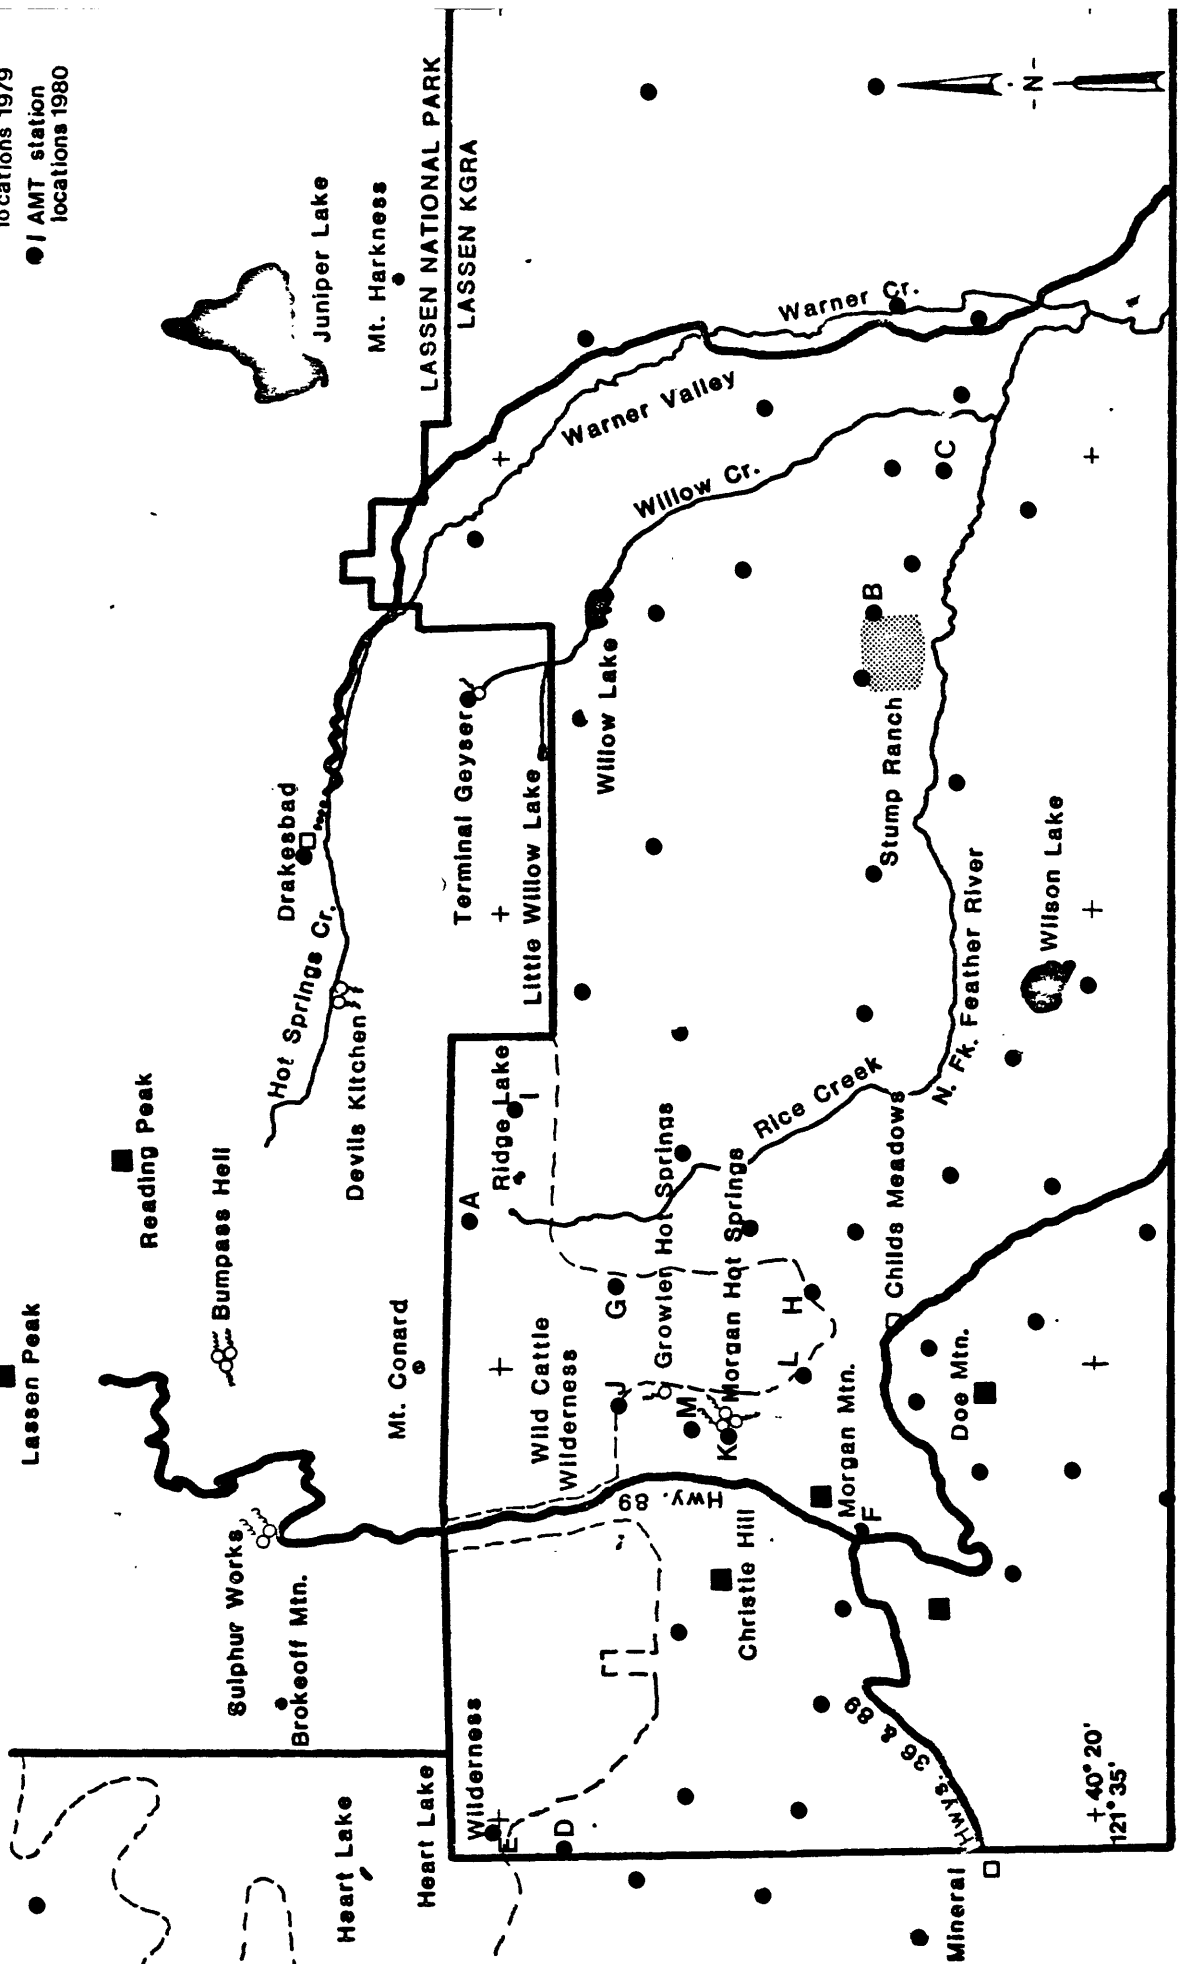 locations 1979
AMT station
locations 1980
Lassen Peak
Reading Peak
Bumpass Hell
Sulphur Works
Brokeoff Mtn.
Hot Springs Cr.
Drakesbad
Devils Kitchen
Juniper Lake
Mt. Harkness
LASSEN NATIONAL PARK
LASSEN KGRA
Mt. Conard
Heart Lake
Heart Lake
Wilderness
E
D
A
Ridge Lake
I
Terminal Geyser
Little Willow Lake
Willow Lake
Warner Valley
Warner Cr.
Willow Cr.
Wild Cattle
Wilderness
J
G
Growler Hot Springs
M
K
Morgan Hot Springs
H
L
Hwy. 89
Christie Hill
Morgan Mtn.
F
Rice Creek
Childs Meadows
N. Fk. Feather River
Stump Ranch
B
C
Wilson Lake
Doe Mtn.
Hwys. 36 & 89
Mineral
40° 20'
121° 35'
-N-